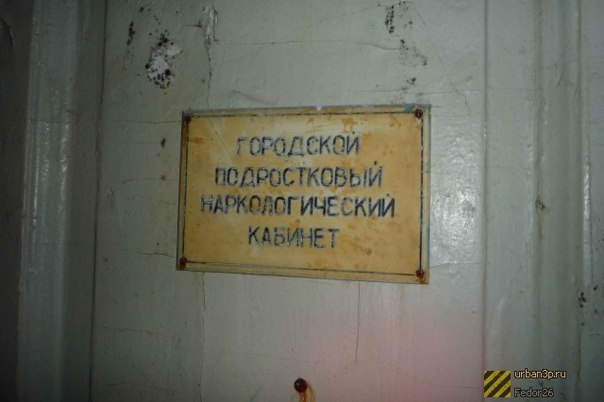 ГОРОДСКОЙ
ПОДРОСТКОВЫЙ
НАРКОЛОГИЧЕСКИЙ
КАБИНЕТ
urban3p.ru
Fedor26